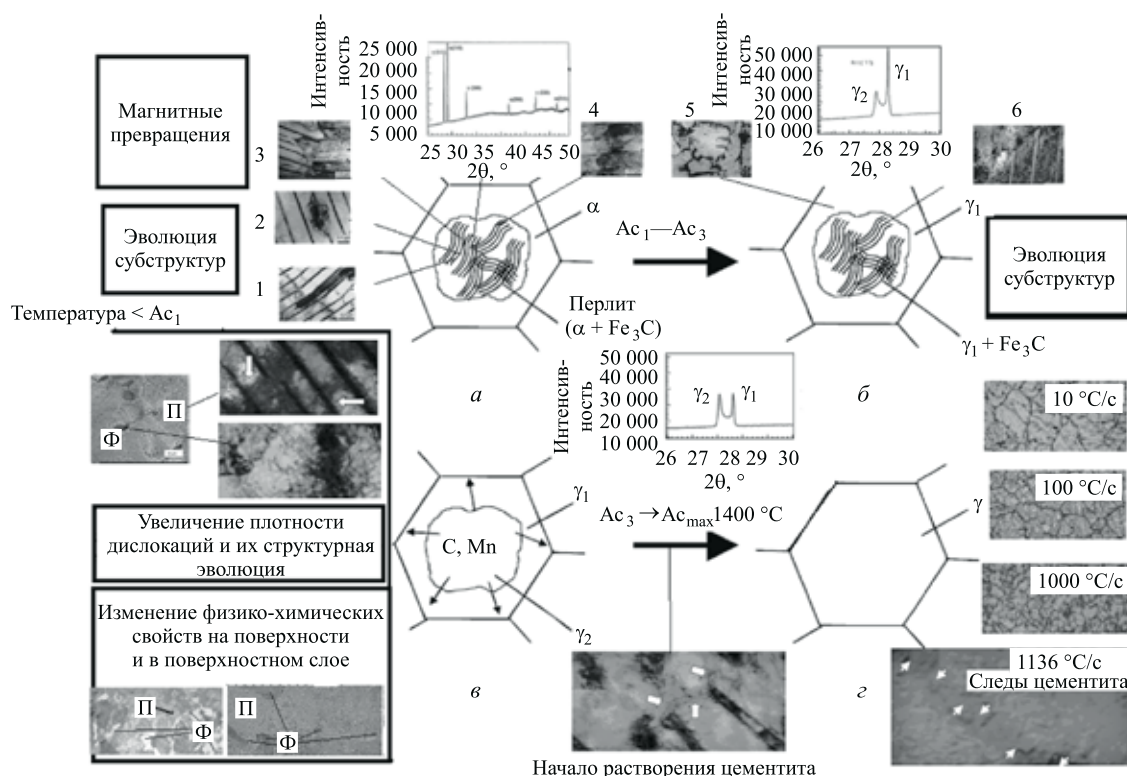 Магнитные
превращения
Эволюция
субструктур
Температура < Ac₁
3
2
1
Интенсив-
ность
25 000
20 000
15 000
10 000
5 000
25 30 35 40 45 50
2θ, °
4
α
Перлит
(α + Fe₃C)
а
Ac₁—Ac₃
5
Интенсив-
ность
50 000
40 000
30 000
20 000
10 000
γ₂
γ₁
26 27 28 29 30
2θ, °
6
γ₁
Эволюция
субструктур
γ₁ + Fe₃C
б
П
Ф
Увеличение плотности
дислокаций и их структурная
эволюция
Изменение физико-химических
свойств на поверхности
и в поверхностном слое
П
Ф
П
Ф
Интенсив-
ность
50 000
40 000
30 000
20 000
10 000
γ₂
γ₁
26 27 28 29 30
2θ, °
γ₁
C, Mn
γ₂
в
Ac₃ → Acmax 1400 °C
Начало растворения цементита
γ
г
10 °C/c
100 °C/c
1000 °C/c
1136 °C/c
Следы цементита